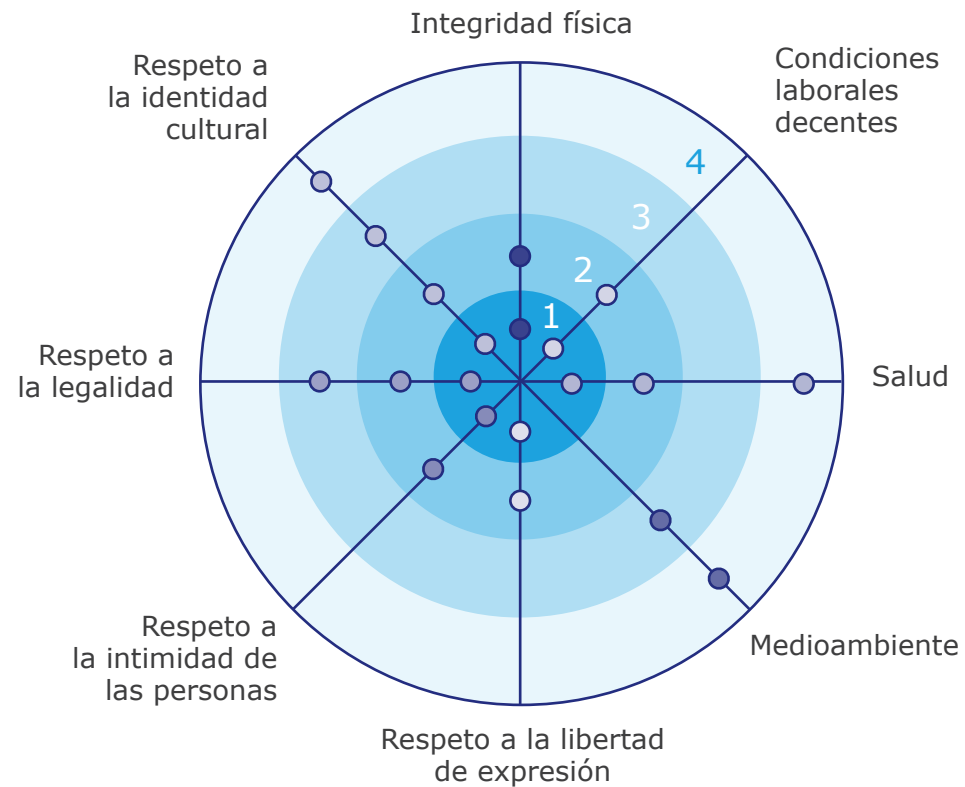 Integridad física
Condiciones
laborales
decentes
Respeto a
la identidad
cultural
4
3
2
1
Respeto a
la legalidad
Salud
Respeto a
la intimidad de
las personas
Medioambiente
Respeto a la libertad
de expresión